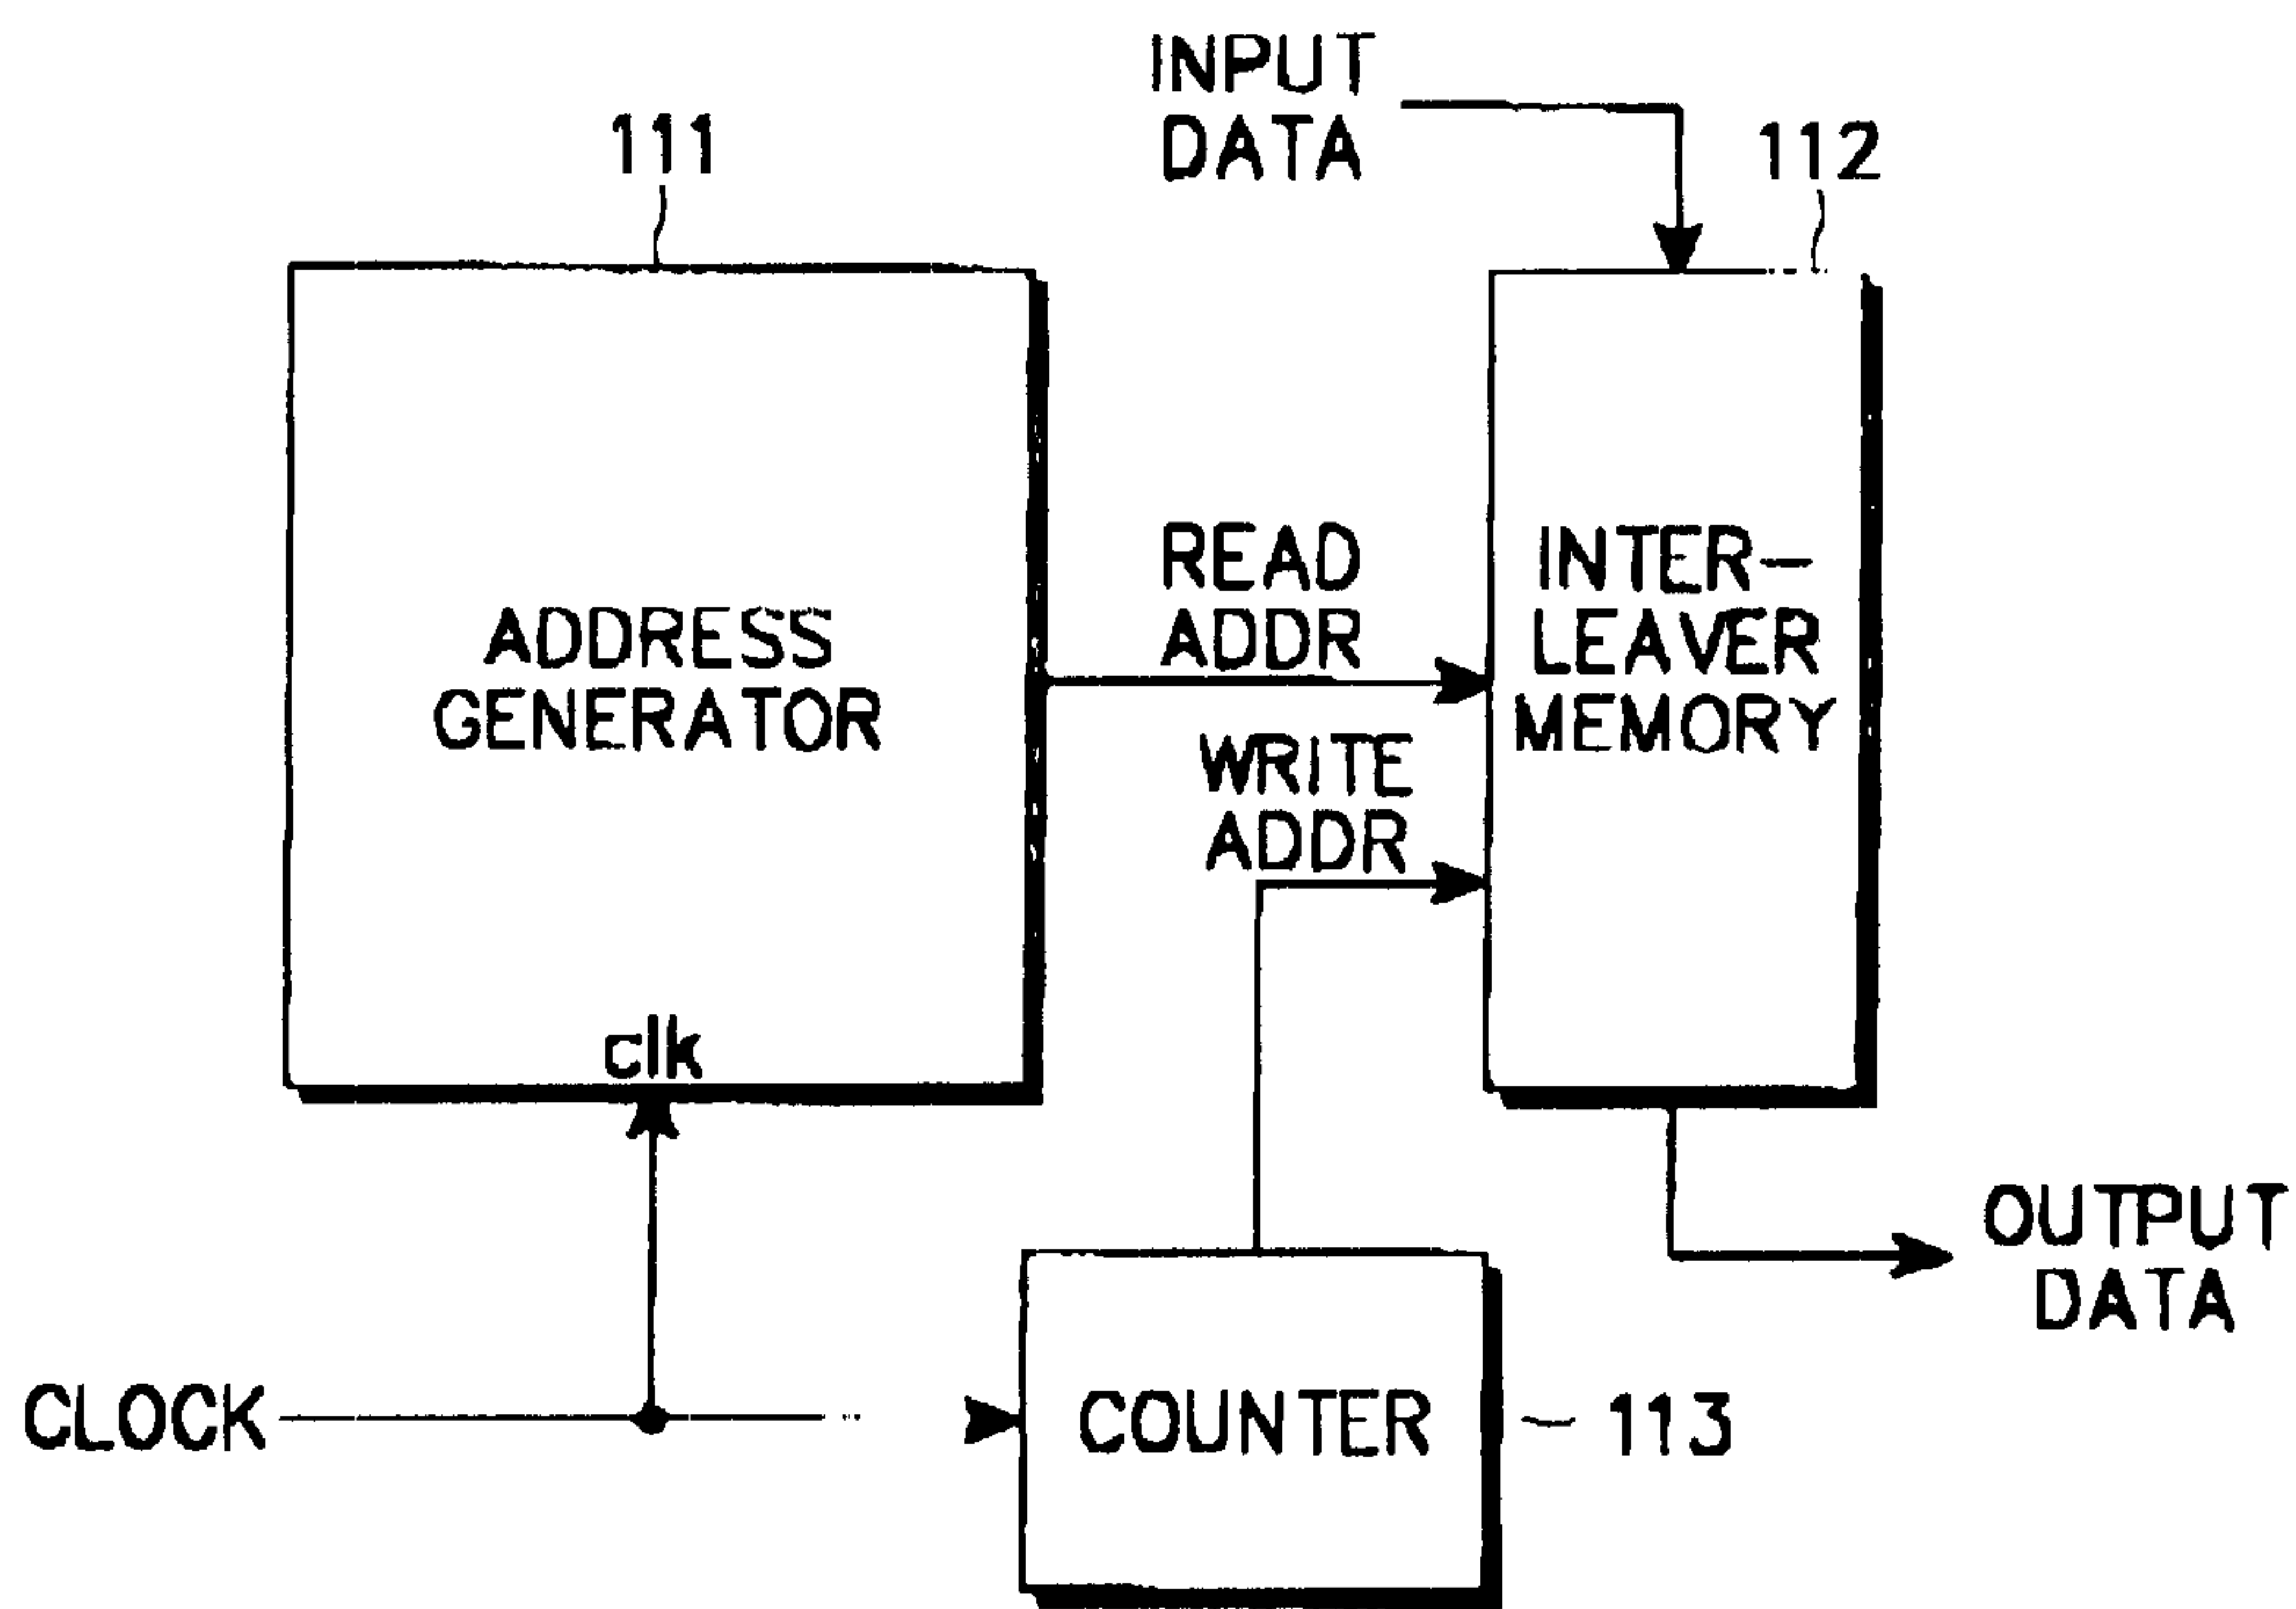 INPUT
DATA
111
112
READ
ADDR
INTER-
LEAVER
MEMORY
ADDRESS
GENERATOR
WRITE
ADDR
clk
OUTPUT
DATA
CLOCK
COUNTER
113